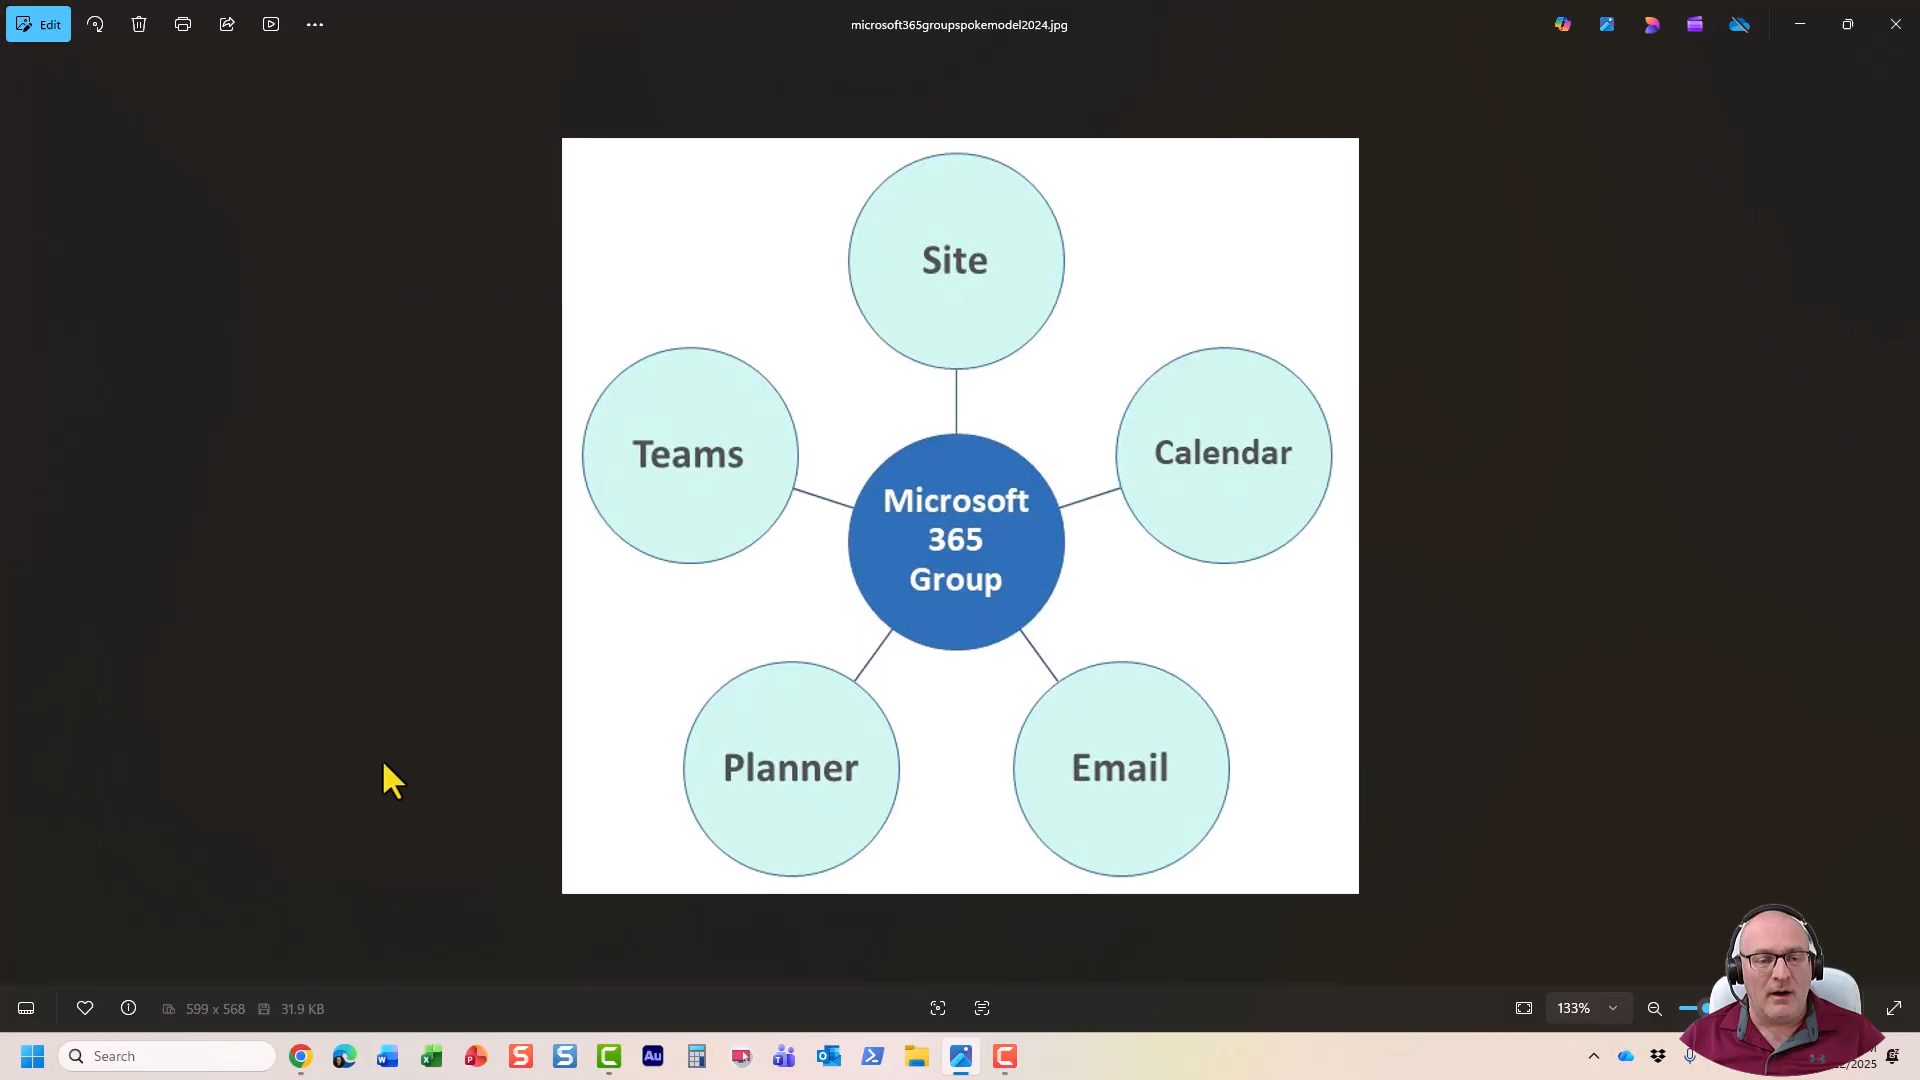 Edit
microsoft365groupspokemodel2024.jpg
Site
Teams
Calendar
Microsoft
365
Group
Planner
Email
599 x 568
31.9 KB
133%
Search